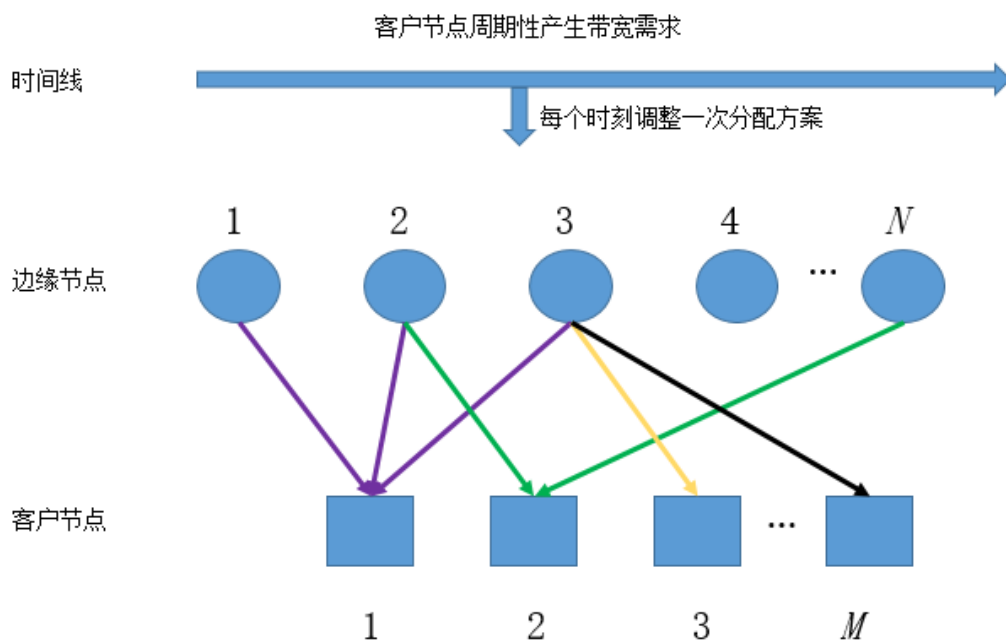 客户节点周期性产生带宽需求
时间线
每个时刻调整一次分配方案
1 2 3 4 N
边缘节点 ...
客户节点 ...
1 2 3 M